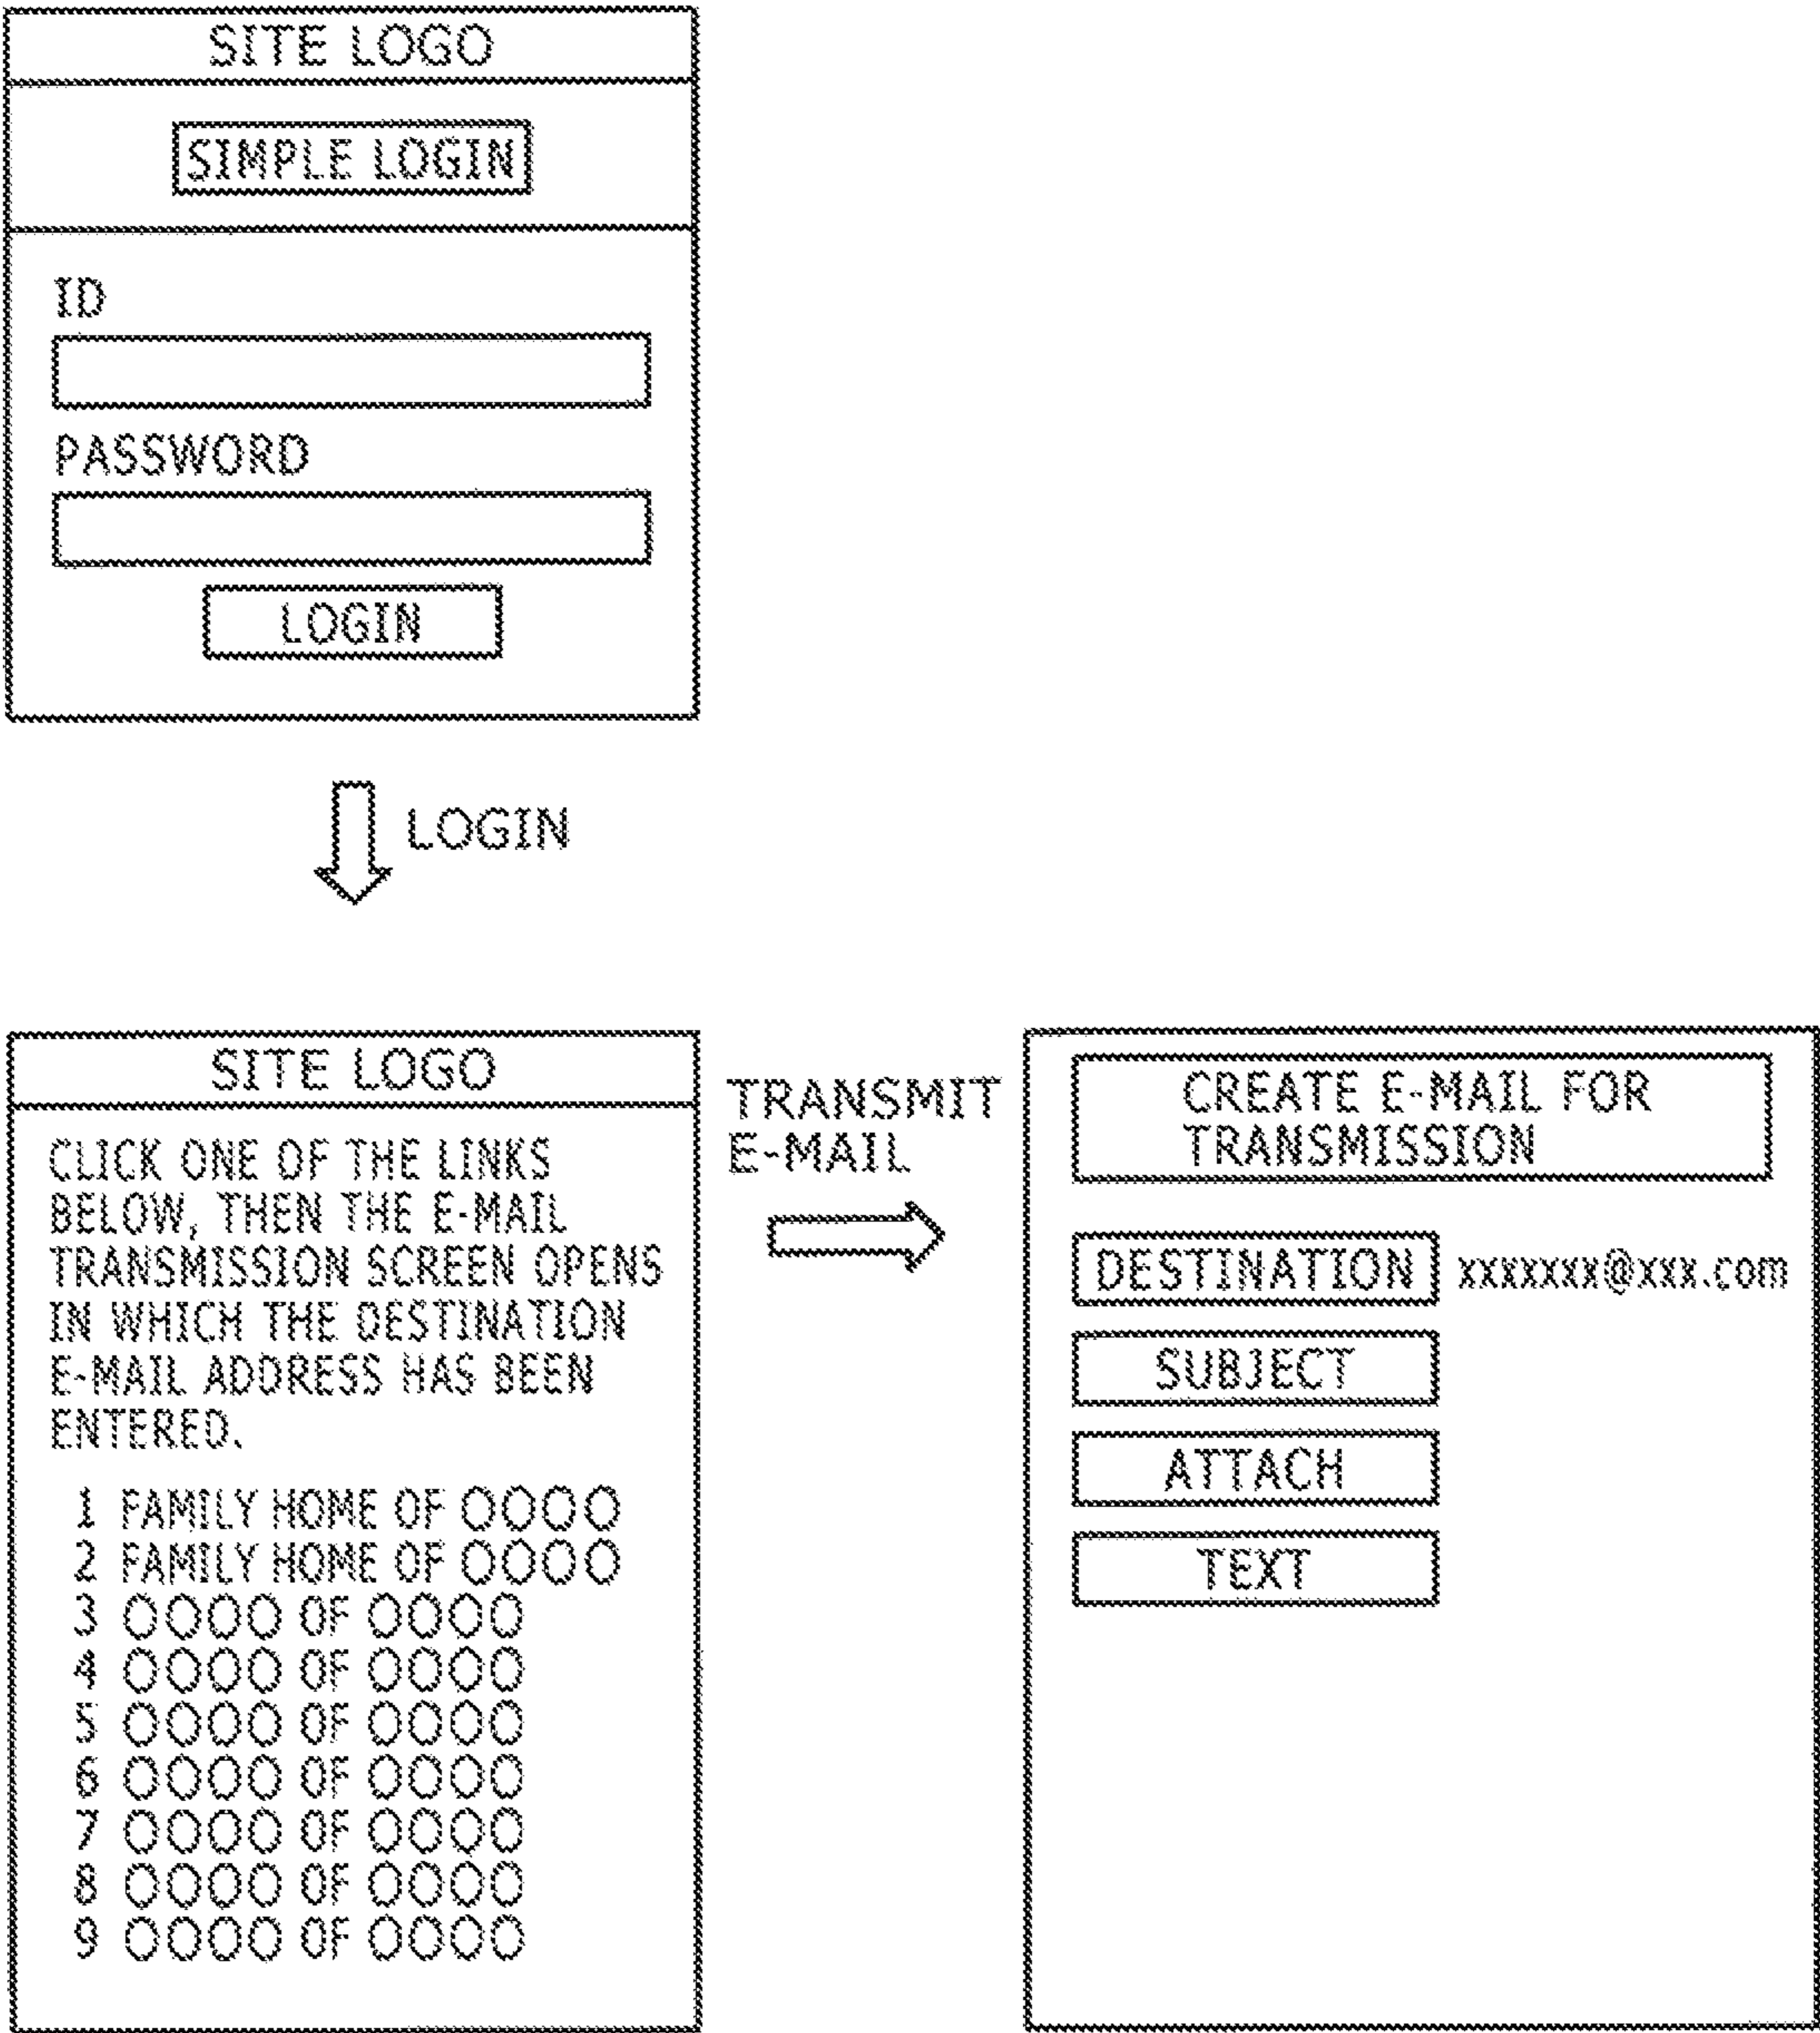 SITE LOGO
SIMPLE LOGIN
ID
PASSWORD
LOGIN
LOGIN
SITE LOGO
CLICK ONE OF THE LINKS
BELOW, THEN THE E-MAIL
TRANSMISSION SCREEN OPENS
IN WHICH THE DESTINATION
E-MAIL ADDRESS HAS BEEN
ENTERED.
1 FAMILY HOME OF OOOO
2 FAMILY HOME OF OOOO
3 OOOO OF OOOO
4 OOOO OF OOOO
5 OOOO OF OOOO
6 OOOO OF OOOO
7 OOOO OF OOOO
8 OOOO OF OOOO
9 OOOO OF OOOO
TRANSMIT
E-MAIL
CREATE E-MAIL FOR
TRANSMISSION
DESTINATION xxxxxxx@xxx.com
SUBJECT
ATTACH
TEXT